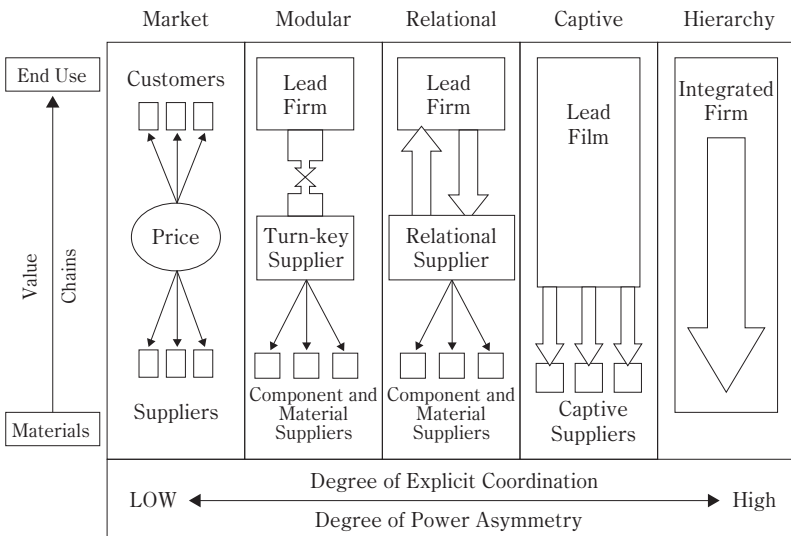 Market
Modular
Relational
Captive
Hierarchy
End Use
Value
Chains
Materials
Customers
Price
Suppliers
Lead
Firm
Turn-key
Supplier
Component and
Material
Suppliers
Lead
Firm
Relational
Supplier
Component and
Material
Suppliers
Lead
Film
Captive
Suppliers
Integrated
Firm
Degree of Explicit Coordination
LOW
High
Degree of Power Asymmetry